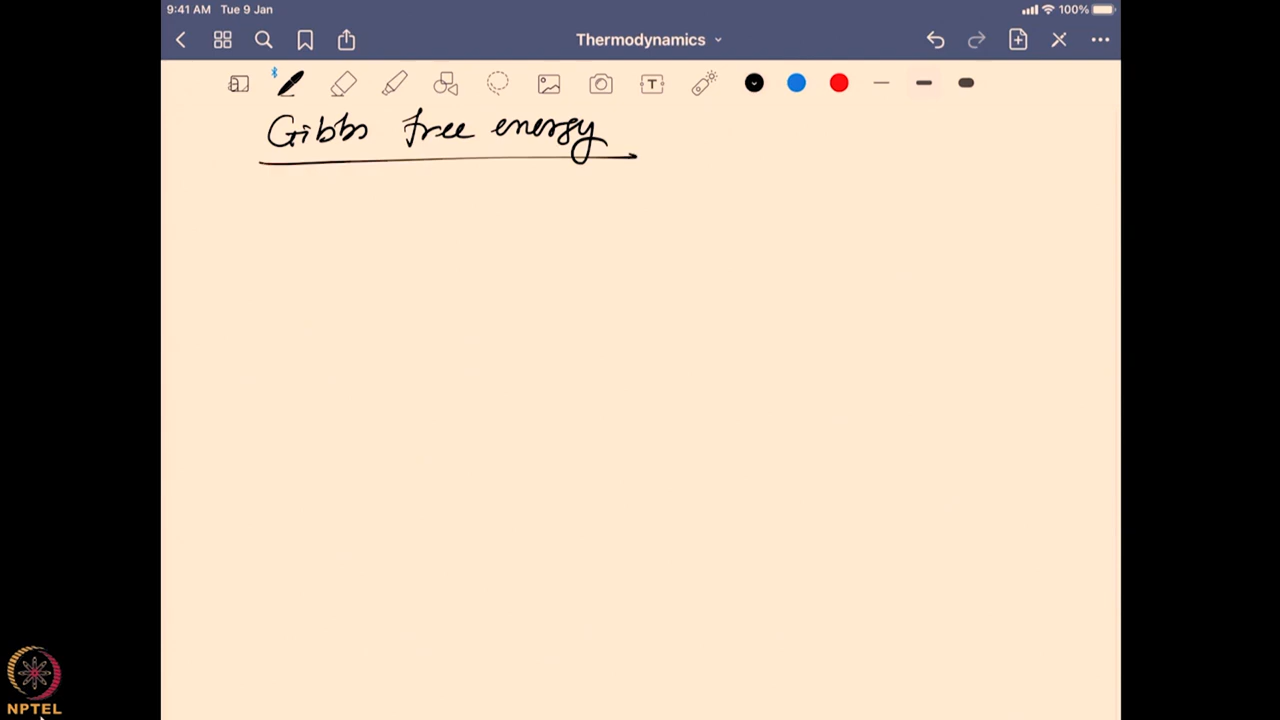 9:41 AM Tue 9 Jan 100%
Thermodynamics
T
Gibbs free energy
NPTEL